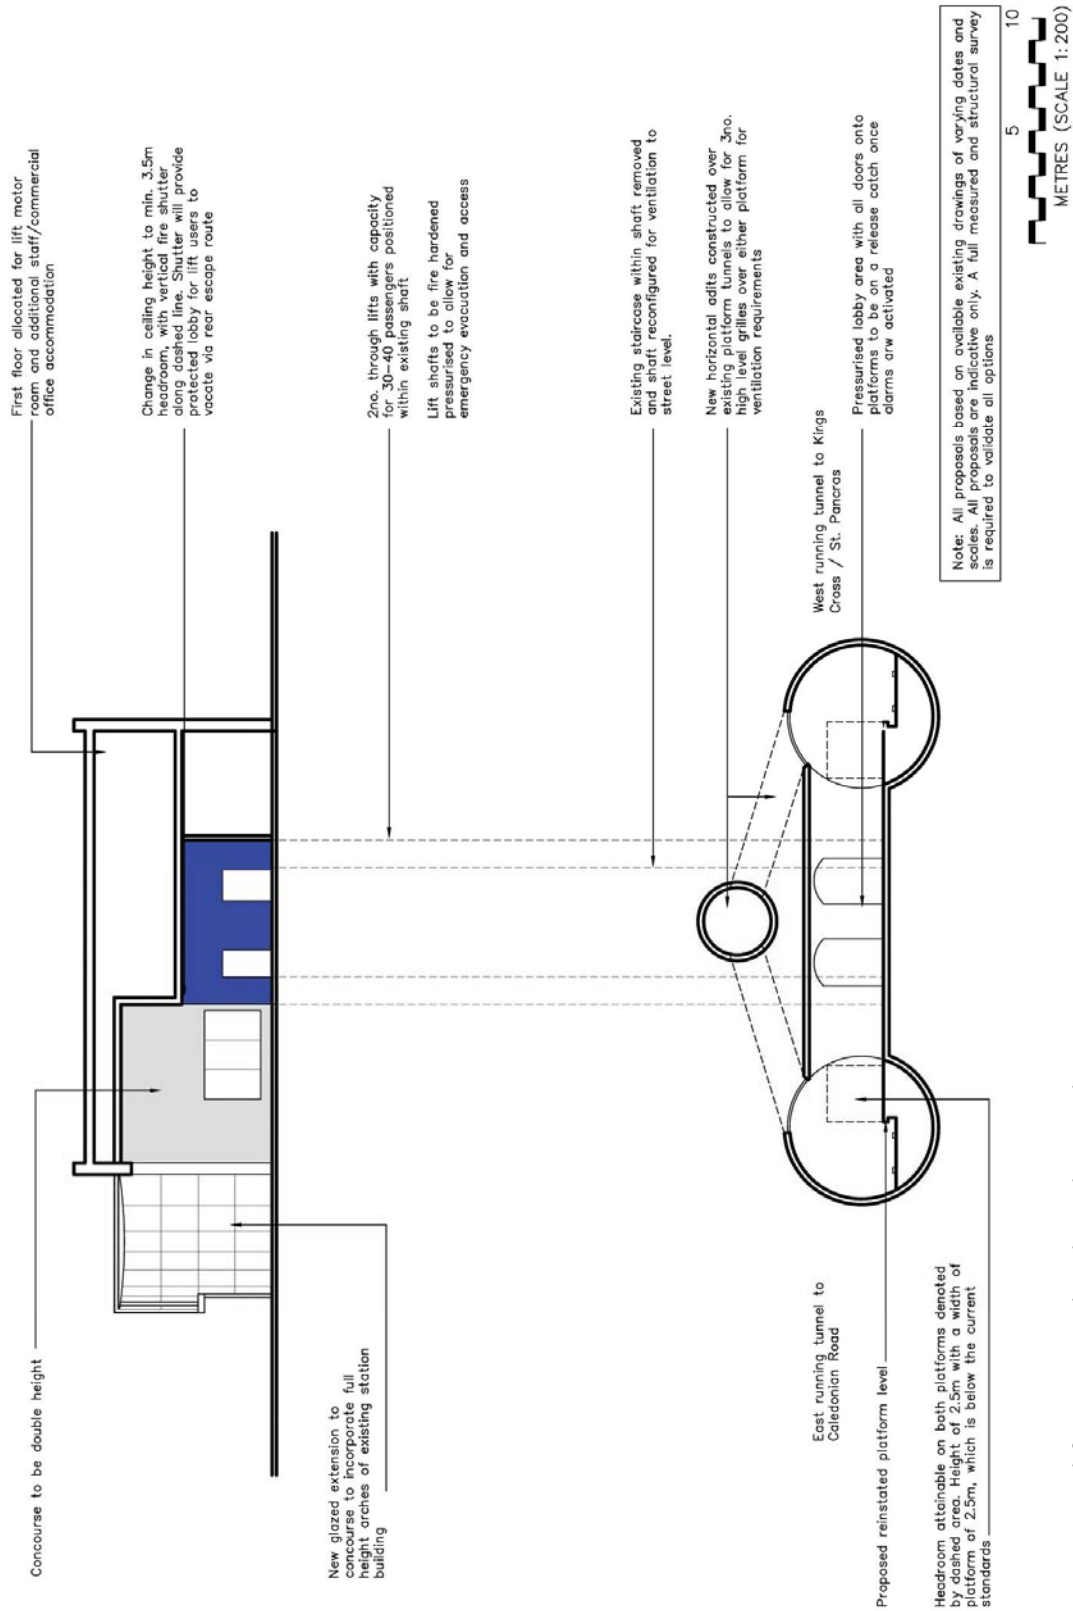 Concourse to be double height
New glazed extension to
concourse to incorporate full
height arches of existing station
building
First floor allocated for lift motor
room and additional staff/commercial
office accommodation
Change in ceiling height to min. 3.5m
headroom, with vertical fire shutter
along dashed line. Shutter will provide
protected lobby for lift users to
vacate via rear escape route
2no. through lifts with capacity
for 30-40 passengers positioned
within existing shaft
Lift shafts to be fire hardened
pressurised to allow for
emergency evacuation and access
Existing staircase within shaft removed
and shaft reconfigured for ventilation to
street level.
New horizontal adits constructed over
existing platform tunnels to allow for 3no.
high level grilles over either platform for
ventilation requirements
West running tunnel to Kings
Cross / St. Pancras
Pressurised lobby area with all doors onto
platforms to be on a release catch once
alarms arw activated
East running tunnel to
Caledonian Road
Proposed reinstated platform level
Headroom attainable on both platforms denoted
by dashed area. Height of 2.5m with a width of
platform of 2.5m, which is below the current
standards
Note: All proposals based on available existing drawings of varying dates and
scales. All proposals are indicative only. A full measured and structural survey
is required to validate all options
5 10
METRES (SCALE 1:200)